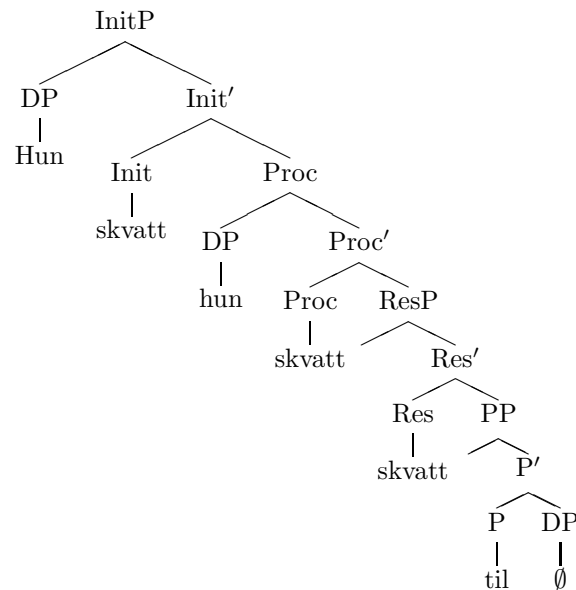 InitP
DP Init′
Hun Init Proc
skvatt DP Proc′
hun Proc ResP
skvatt Res′
Res PP
skvatt P′
P DP
til ∅